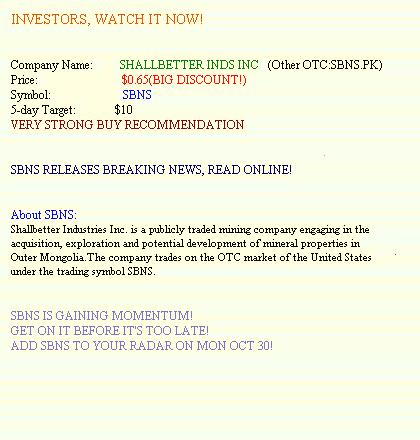 INVESTORS, WATCH IT NOW!
Company Name: SHALLBETTER INDS INC (Other OTC:SBNS.PK)
Price: $0.65(BIG DISCOUNT!)
Symbol: SBNS
5-day Target: $10
VERY STRONG BUY RECOMMENDATION
SBNS RELEASES BREAKING NEWS, READ ONLINE!
About SBNS:
Shallbetter Industries Inc. is a publicly traded mining company engaging in the
acquisition, exploration and potential development of mineral properties in
Outer Mongolia.The company trades on the OTC market of the United States
under the trading symbol SBNS.
SBNS IS GAINING MOMENTUM!
GET ON IT BEFORE IT'S TOO LATE!
ADD SBNS TO YOUR RADAR ON MON OCT 30!